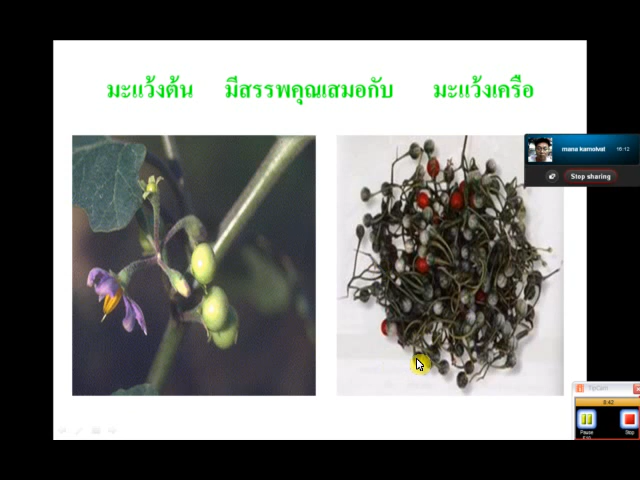 มะแว้งต้น มีสรรพคุณเสมอกับ มะแว้งเครือ
mana kamolvat
Stop sharing
TipCam
8:42
Pause
Stop